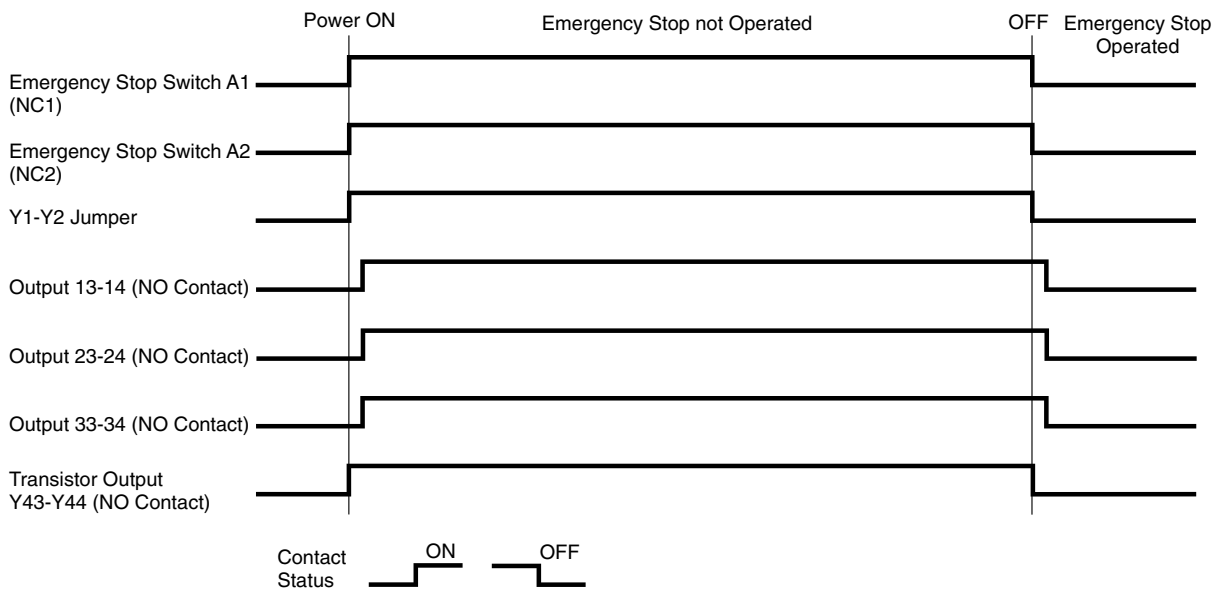 Power ON
Emergency Stop not Operated
OFF
Emergency Stop
Operated
Emergency Stop Switch A1
(NC1)
Emergency Stop Switch A2
(NC2)
Y1-Y2 Jumper
Output 13-14 (NO Contact)
Output 23-24 (NO Contact)
Output 33-34 (NO Contact)
Transistor Output
Y43-Y44 (NO Contact)
Contact
Status
ON
OFF